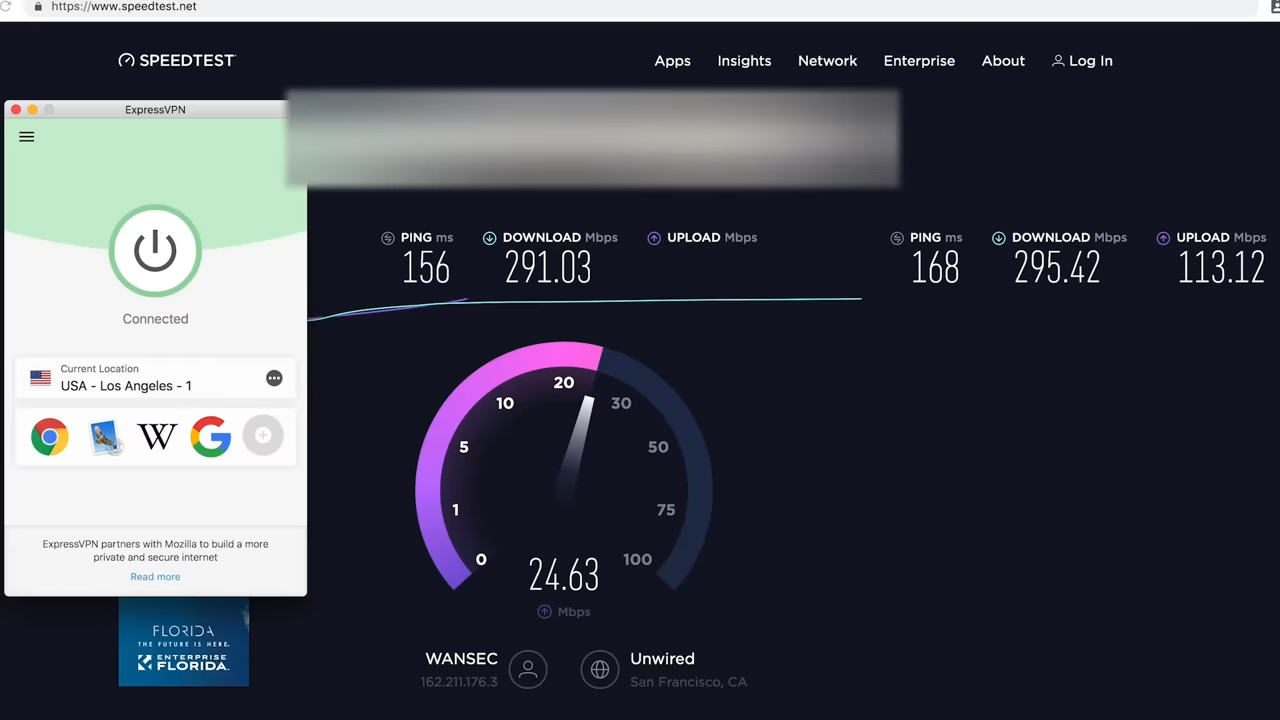 https://www.speedtest.net
SPEEDTEST
Apps Insights Network Enterprise About Log In
ExpressVPN
Connected
Current Location
USA - Los Angeles - 1
W
G
ExpressVPN partners with Mozilla to build a more
private and secure internet
Read more
PING ms DOWNLOAD Mbps UPLOAD Mbps
156 291.03
PING ms DOWNLOAD Mbps UPLOAD Mbps
168 295.42 113.12
0
1
5
10
20
30
50
75
100
24.63
Mbps
FLORIDA
THE FUTURE IS HERE.
ENTERPRISE
FLORIDA
WANSEC
162.211.176.3
Unwired
San Francisco, CA